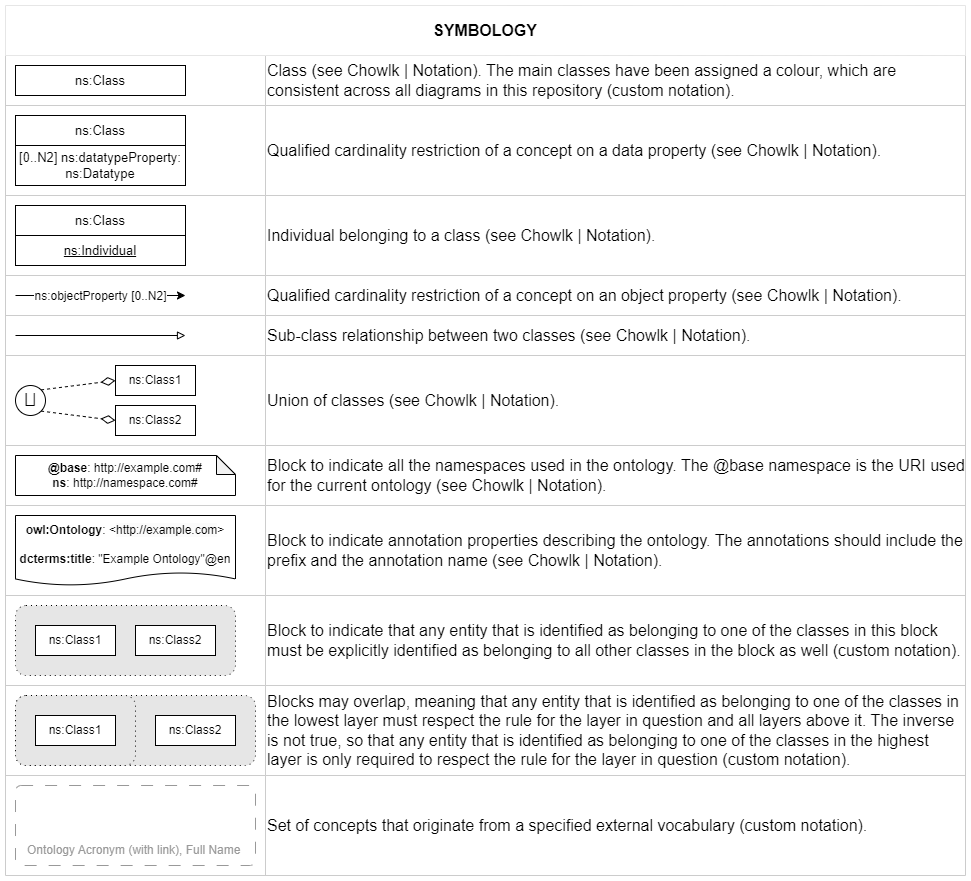 SYMBOLOGY
ns:Class
Class (see Chowlk | Notation). The main classes have been assigned a colour, which are
consistent across all diagrams in this repository (custom notation).
ns:Class
[0..N2] ns:datatypeProperty:
ns:Datatype
Qualified cardinality restriction of a concept on a data property (see Chowlk | Notation).
ns:Class
ns:Individual
Individual belonging to a class (see Chowlk | Notation).
ns:objectProperty [0..N2]
Qualified cardinality restriction of a concept on an object property (see Chowlk | Notation).
Sub-class relationship between two classes (see Chowlk | Notation).
⨆
ns:Class1
ns:Class2
Union of classes (see Chowlk | Notation).
@base: http://example.com#
ns: http://namespace.com#
Block to indicate all the namespaces used in the ontology. The @base namespace is the URI used
for the current ontology (see Chowlk | Notation).
owl:Ontology: <http://example.com>
dcterms:title: "Example Ontology"@en
Block to indicate annotation properties describing the ontology. The annotations should include the
prefix and the annotation name (see Chowlk | Notation).
ns:Class1
ns:Class2
Block to indicate that any entity that is identified as belonging to one of the classes in this block
must be explicitly identified as belonging to all other classes in the block as well (custom notation).
ns:Class1
ns:Class2
Blocks may overlap, meaning that any entity that is identified as belonging to one of the classes in
the lowest layer must respect the rule for the layer in question and all layers above it. The inverse
is not true, so that any entity that is identified as belonging to one of the classes in the highest
layer is only required to respect the rule for the layer in question (custom notation).
Ontology Acronym (with link), Full Name
Set of concepts that originate from a specified external vocabulary (custom notation).